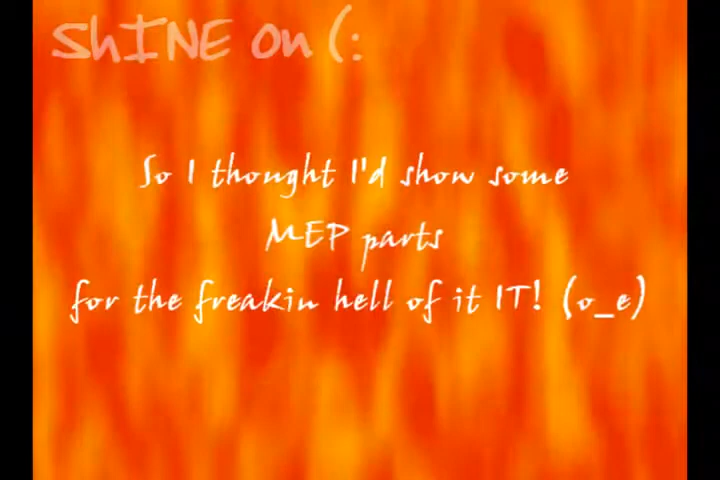 ShINE on (:
So I thought I'd show some
MEP parts
for the freakin hell of it IT! (o_e)